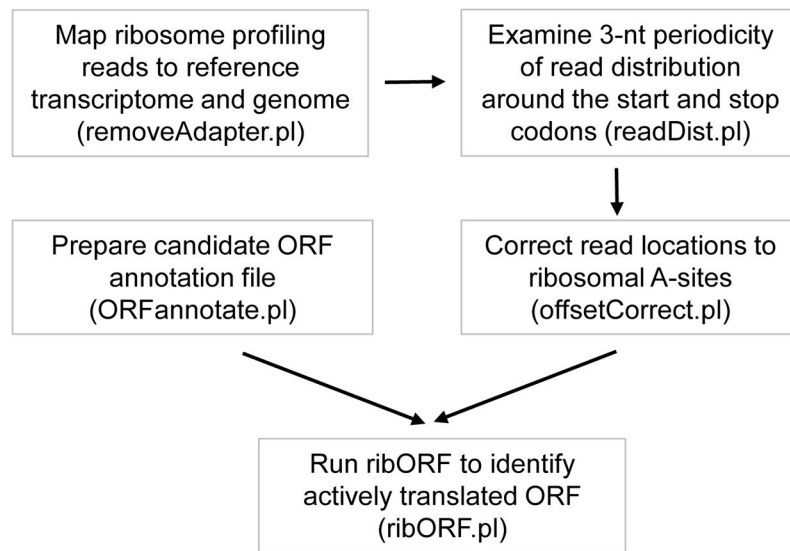 Map ribosome profiling
reads to reference
transcriptome and genome
(removeAdapter.pl)
Examine 3-nt periodicity
of read distribution
around the start and stop
codons (readDist.pl)
Prepare candidate ORF
annotation file
(ORFannotate.pl)
Correct read locations to
ribosomal A-sites
(offsetCorrect.pl)
Run ribORF to identify
actively translated ORF
(ribORF.pl)